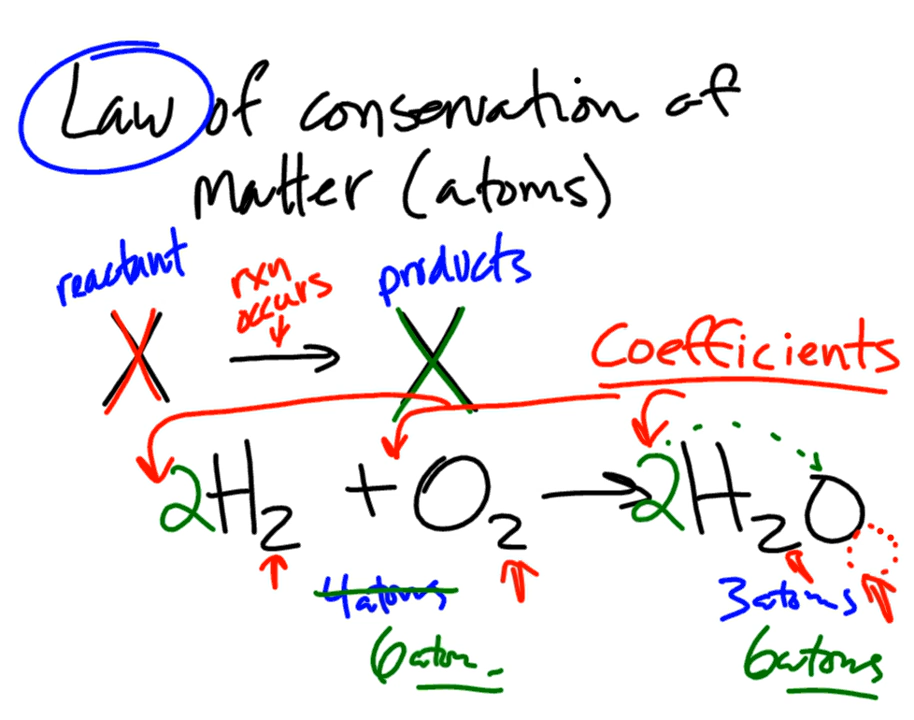 Law of conservation of
Matter (atoms)
reactant rxn occurs products
X → X
Coefficients
2H₂ + O₂ → 2H₂O
4 atoms 3 atoms
6 atom. 6 atoms